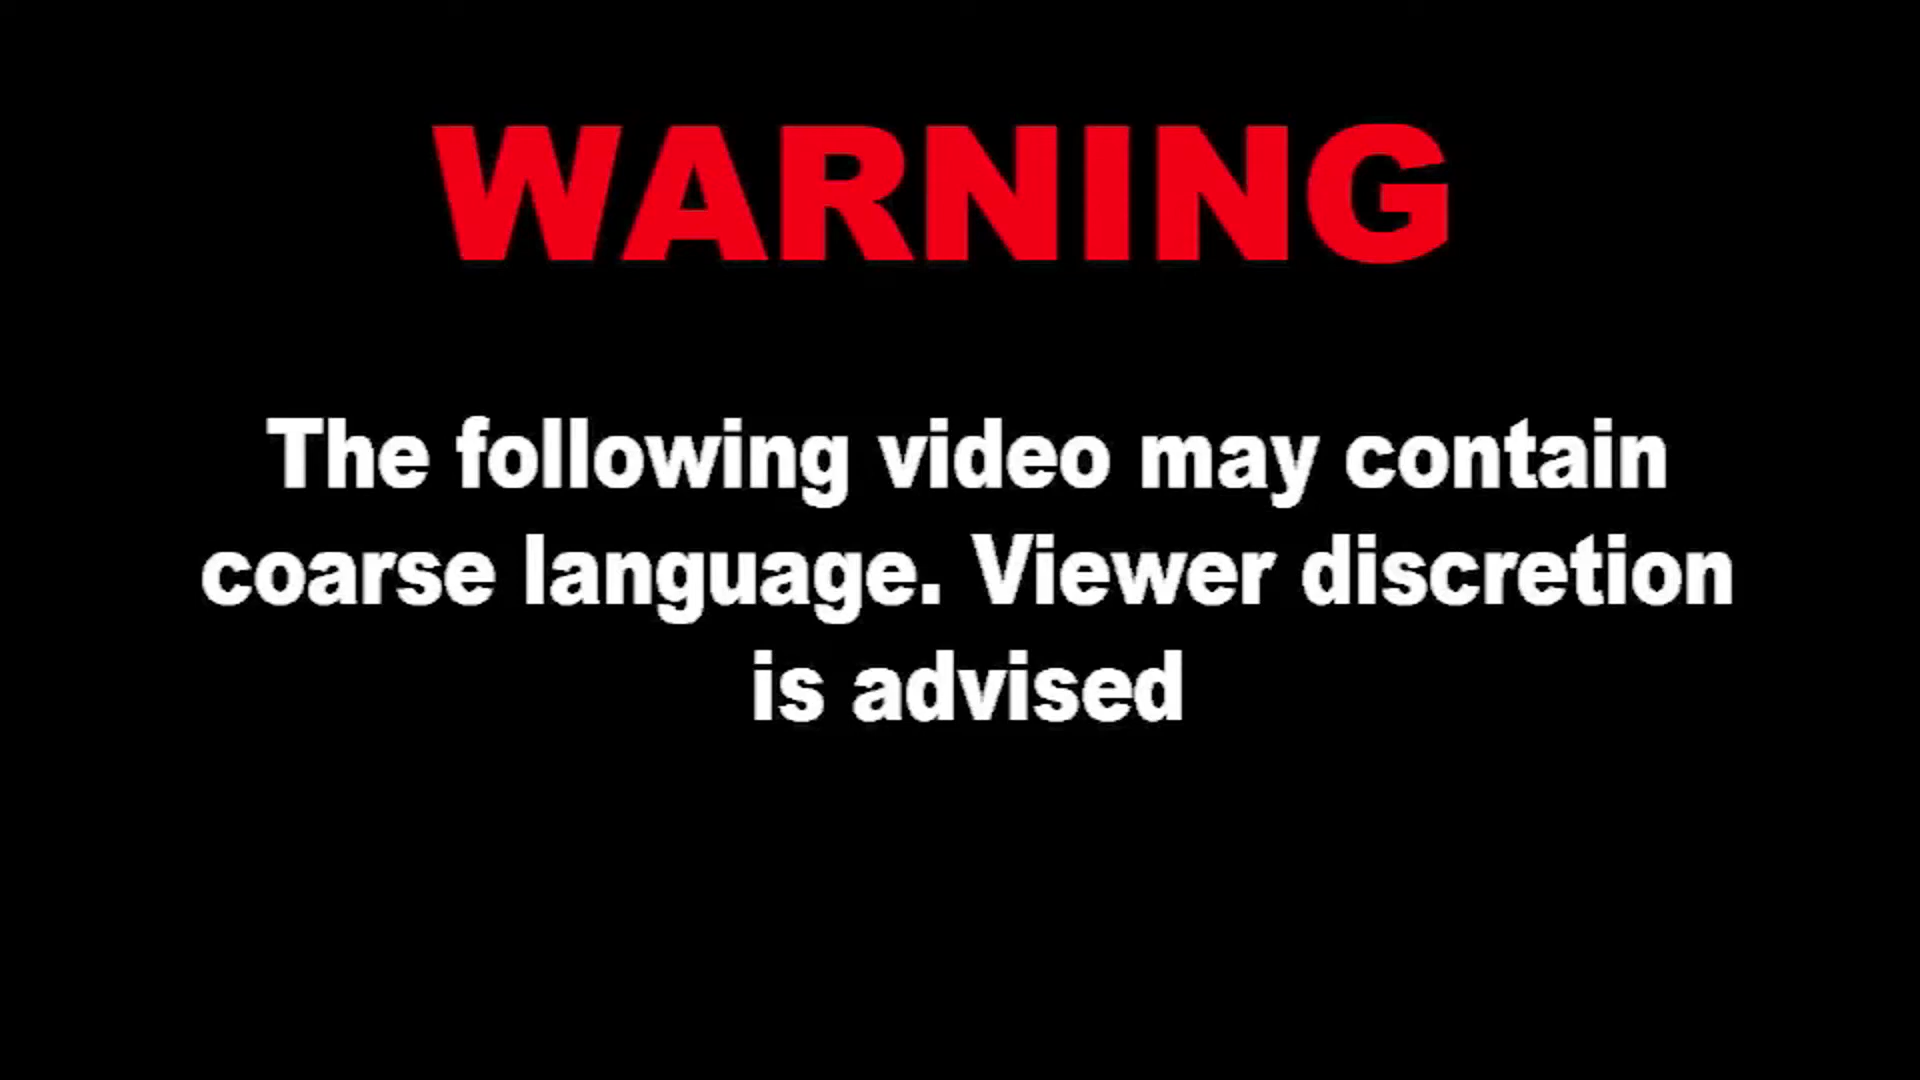 WARNING
The following video may contain
coarse language. Viewer discretion
is advised